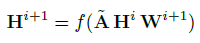 H^{i+1} = f(Ã H^i W^{i+1})